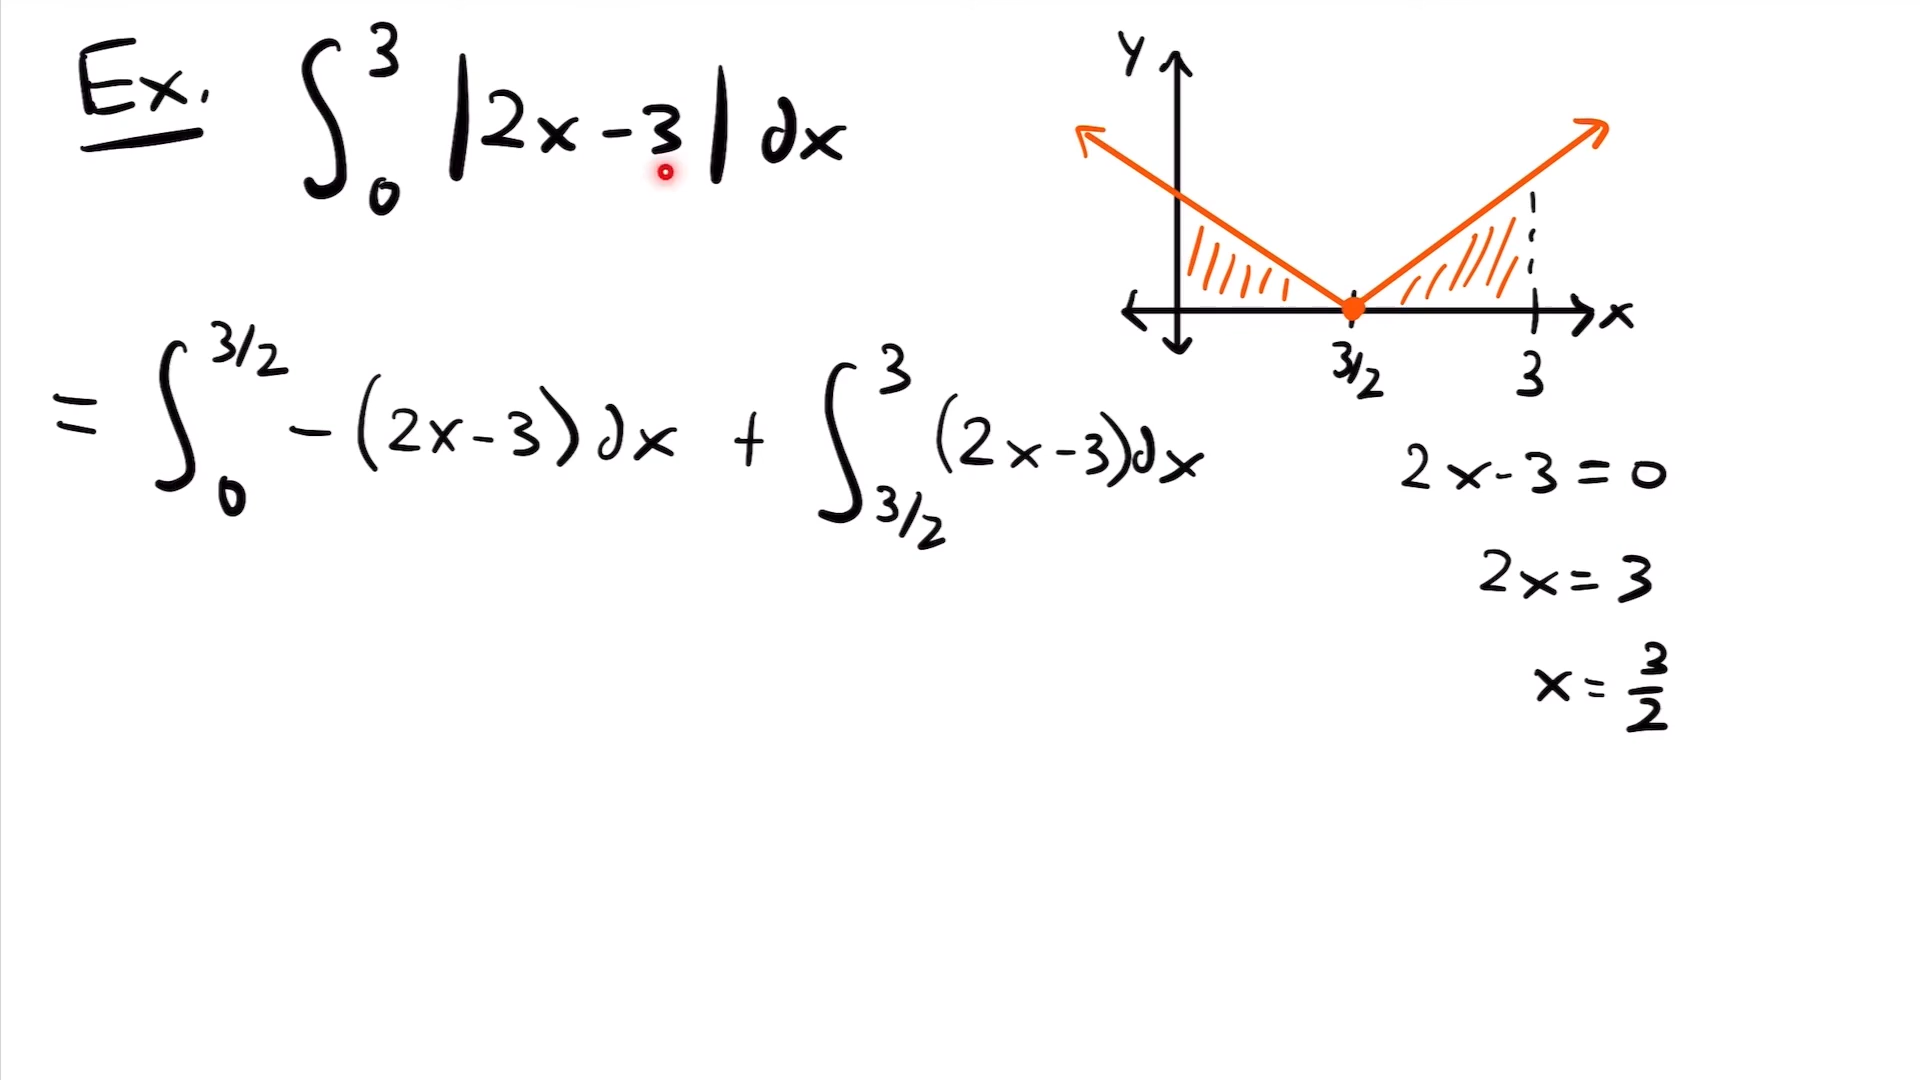 Ex. ∫₀³ |2x-3| dx
y
x
3/2 3
= ∫₀^{3/2} -(2x-3) dx + ∫_{3/2}^3 (2x-3)dx
2x-3=0
2x=3
x=3/2